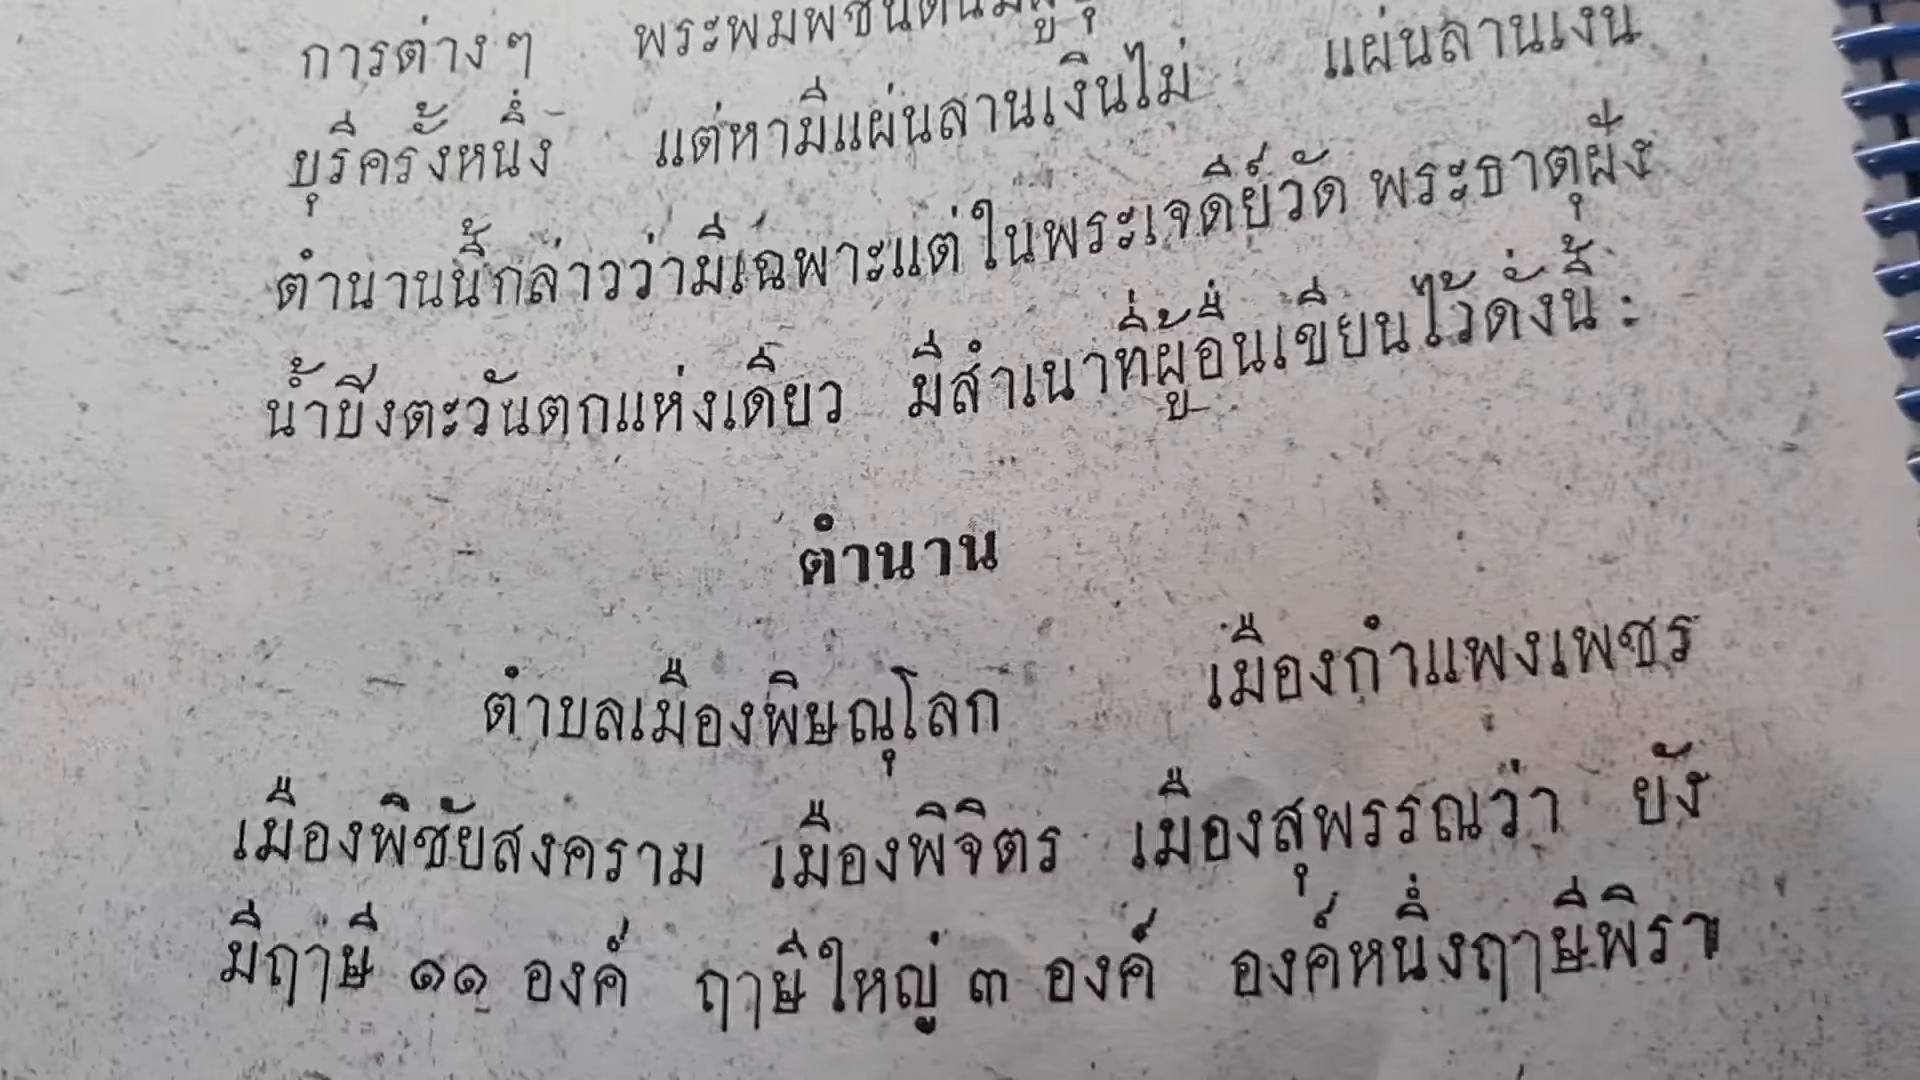 การต่างๆ
บุรีครั้งหนึ่ง แต่หามีแผ่นลานเงินไม่ แผ่นลานเงิน
ตำนานนี้กล่าวว่ามีเฉพาะแต่ในพระเจดีย์วัด พระธาตุฝั่ง
น้ำปิงตะวันตกแห่งเดียว มีสำเนาที่ผู้อื่นเขียนไว้ดั่งนี้ :
ตำนาน
ตำบลเมืองพิษณุโลก เมืองกำแพงเพชร
เมืองพิชัยสงคราม เมืองพิจิตร เมืองสุพรรณว่า ยัง
มีฤๅษี ๑๑ องค์ ฤๅษีใหญ่ ๓ องค์ องค์หนึ่งฤๅษีพิรา